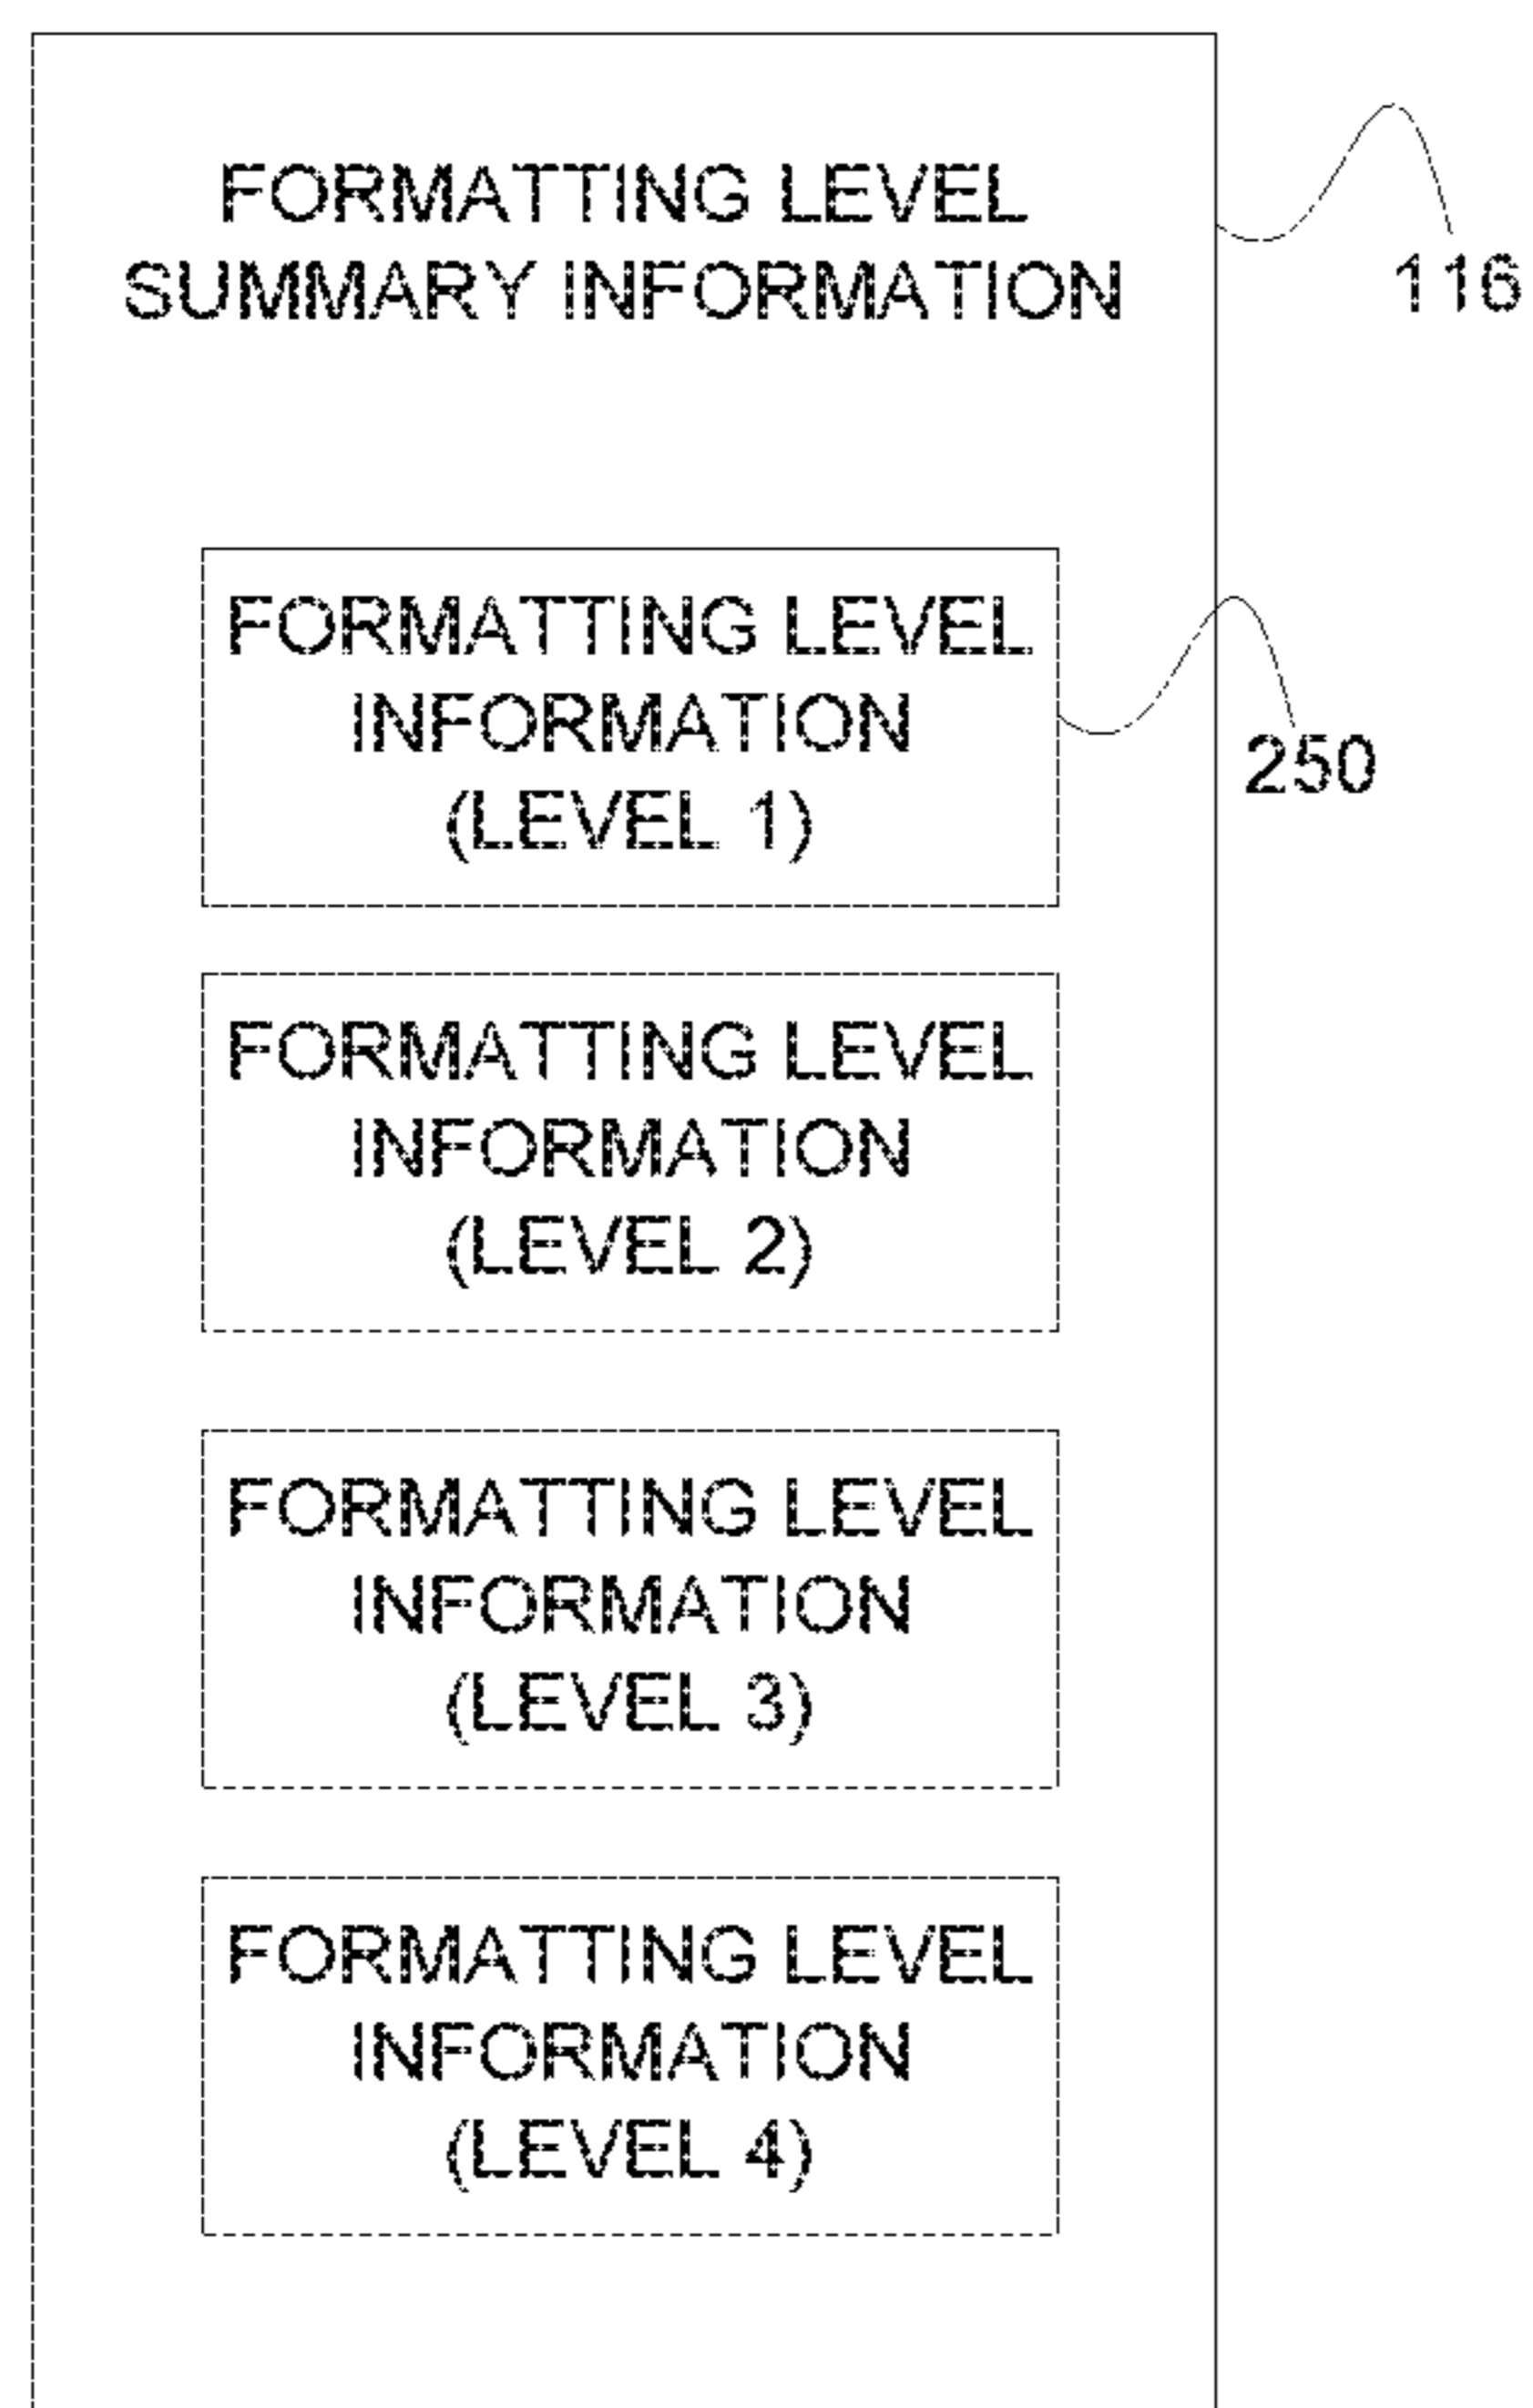 FORMATTING LEVEL
SUMMARY INFORMATION
116
FORMATTING LEVEL
INFORMATION
(LEVEL 1)
250
FORMATTING LEVEL
INFORMATION
(LEVEL 2)
FORMATTING LEVEL
INFORMATION
(LEVEL 3)
FORMATTING LEVEL
INFORMATION
(LEVEL 4)